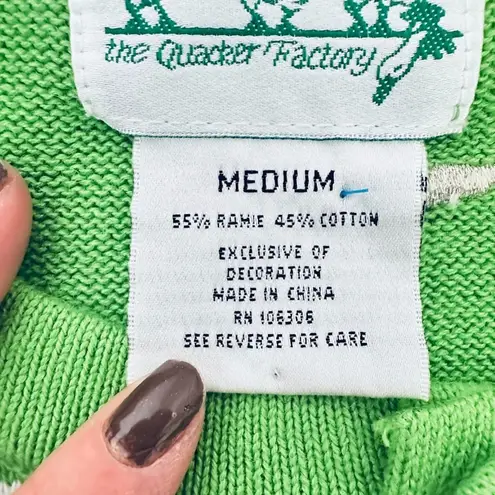 the Quacker Factory
MEDIUM
55% RAMIE 45% COTTON
EXCLUSIVE OF
DECORATION
MADE IN CHINA
RN 106306
SEE REVERSE FOR CARE